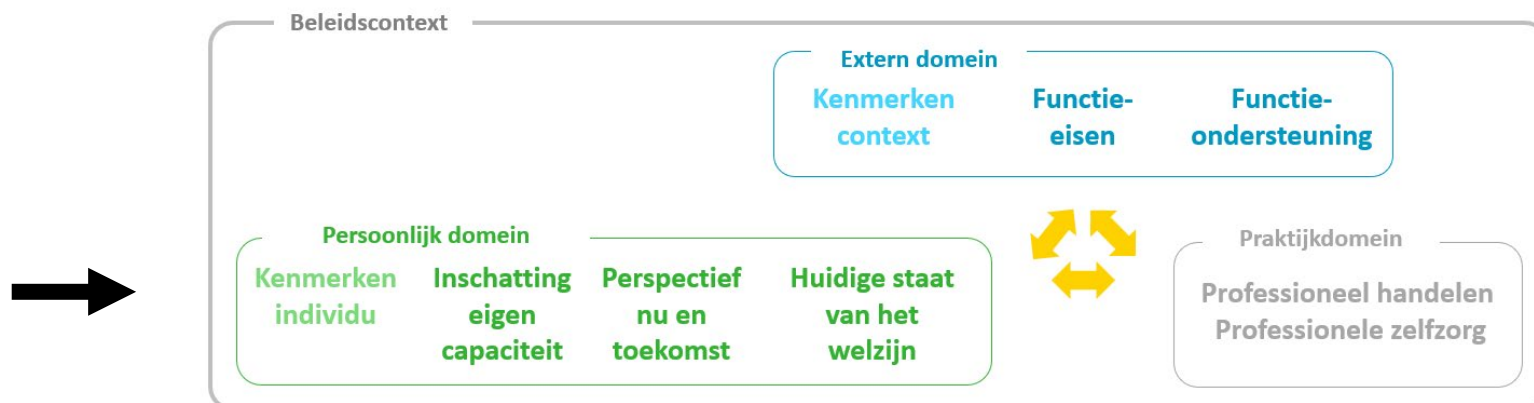 Beleidscontext
Extern domein
Kenmerken
context
Functie-
eisen
Functie-
ondersteuning
Persoonlijk domein
Kenmerken
individu
Inschatting
eigen
capaciteit
Perspectief
nu en
toekomst
Huidige staat
van het
welzijn
Praktijkdomein
Professioneel handelen
Professionele zelfzorg